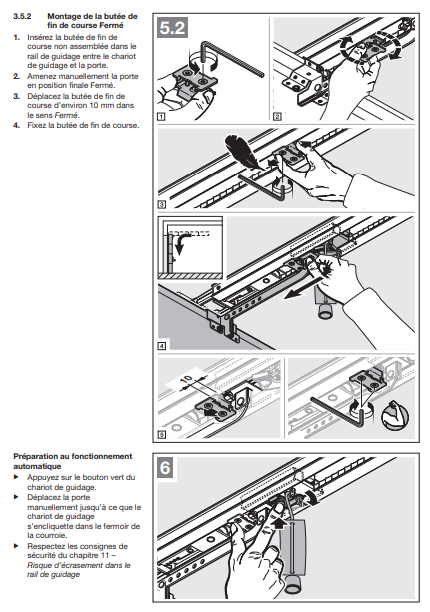 3.5.2 Montage de la butée de
fin de course Fermé
1. Insérez la butée de fin de
course non assemblée dans le
rail de guidage entre le chariot
de guidage et la porte.
2. Amenez manuellement la porte
en position finale Fermé.
3. Déplacez la butée de fin de
course d'environ 10 mm dans
le sens Fermé.
4. Fixez la butée de fin de course.
5.2
1
2
3
4
5
Préparation au fonctionnement
automatique
▶ Appuyez sur le bouton vert du
chariot de guidage.
▶ Déplacez la porte
manuellement jusqu'à ce que le
chariot de guidage
s'encliquette dans le fermoir de
la courroie.
▶ Respectez les consignes de
sécurité du chapitre 11 –
Risque d'écrasement dans le
rail de guidage
6